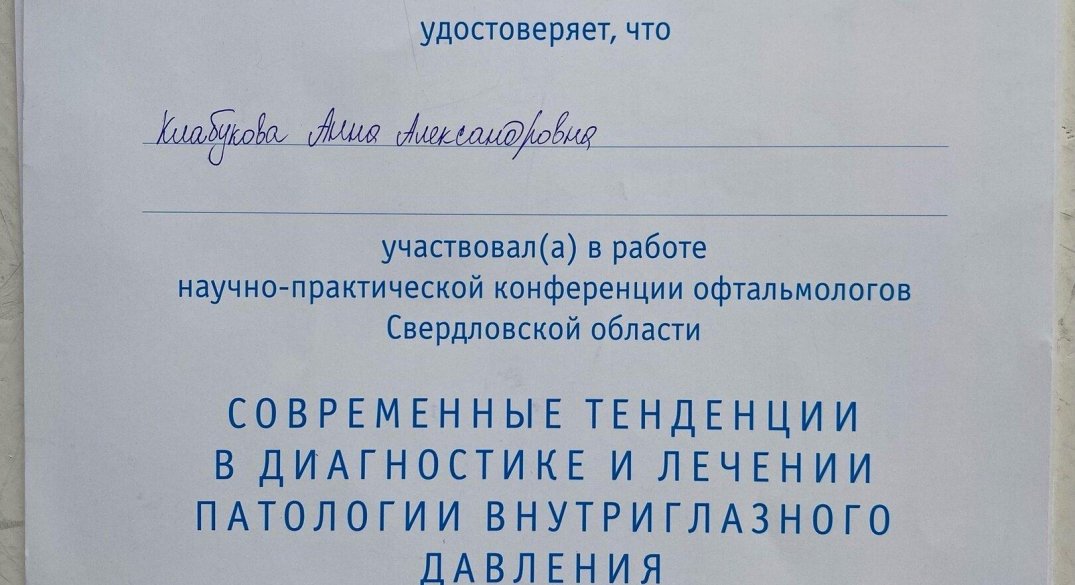 удостоверяет, что
Клабукова Анна Александровна
участвовал(а) в работе
научно-практической конференции офтальмологов
Свердловской области
СОВРЕМЕННЫЕ ТЕНДЕНЦИИ
В ДИАГНОСТИКЕ И ЛЕЧЕНИИ
ПАТОЛОГИИ ВНУТРИГЛАЗНОГО
ДАВЛЕНИЯ